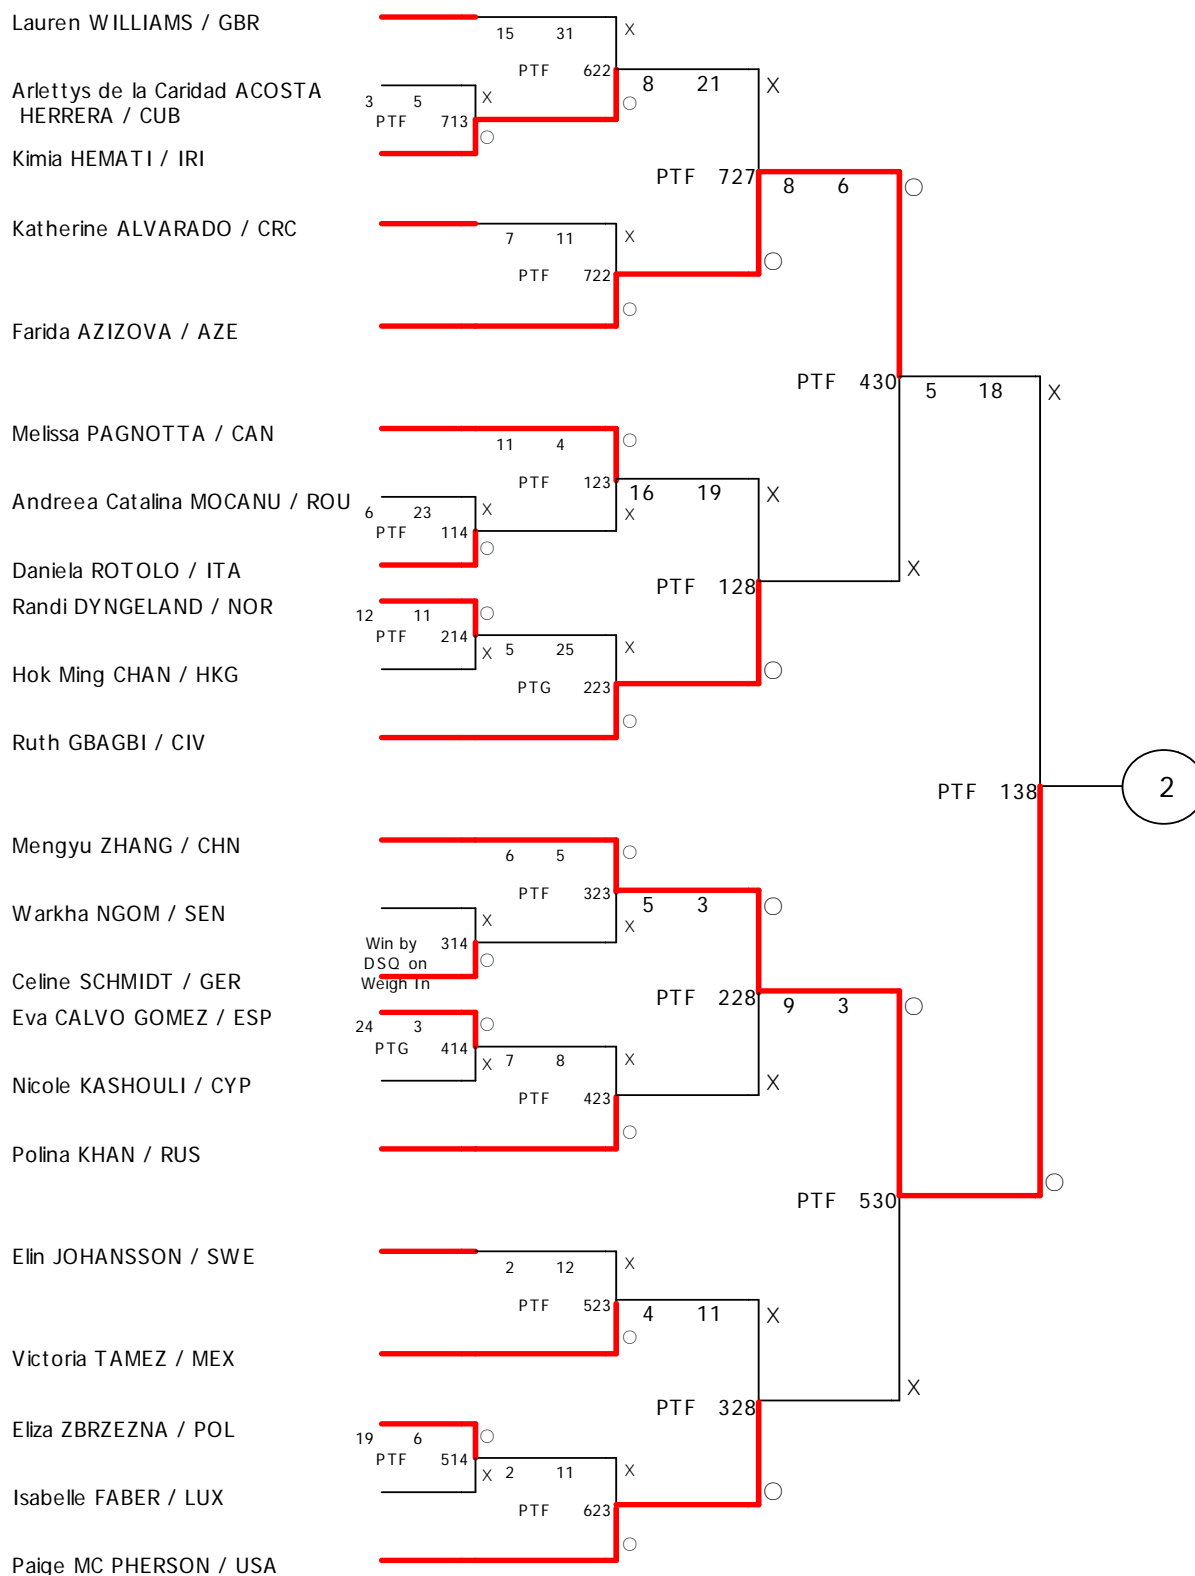 Lauren WILLIAMS / GBR
15 31 X
PTF 622
8 21 X
Arlettys de la Caridad ACOSTA
HERRERA / CUB
3 5 X
PTF 713
Kimia HEMATI / IRI
PTF 727
8 6
Katherine ALVARADO / CRC
7 11 X
PTF 722
Farida AZIZOVA / AZE
PTF 430
5 18 X
Melissa PAGNOTTA / CAN
11 4
PTF 123
16 19 X
X
Andreea Catalina MOCANU / ROU
6 23 X
PTF 114
Daniela ROTOLO / ITA
X
PTF 128
Randi DYNGELAND / NOR
12 11
PTF 214
X 5 25 X
Hok Ming CHAN / HKG
PTG 223
Ruth GBAGBI / CIV
PTF 138
2
Mengyu ZHANG / CHN
6 5
PTF 323
5 3
Warkha NGOM / SEN
X X
Win by 314
DSQ on
Weigh In
Celine SCHMIDT / GER
PTF 228
9 3
Eva CALVO GOMEZ / ESP
24 3
PTG 414
X 7 8 X
X
Nicole KASHOULI / CYP
PTF 423
Polina KHAN / RUS
PTF 530
Elin JOHANSSON / SWE
2 12 X
PTF 523
4 11 X
Victoria TAMEZ / MEX
X
PTF 328
Eliza ZBRZEZNA / POL
19 6
PTF 514
X 2 11 X
Isabelle FABER / LUX
PTF 623
Paige MC PHERSON / USA